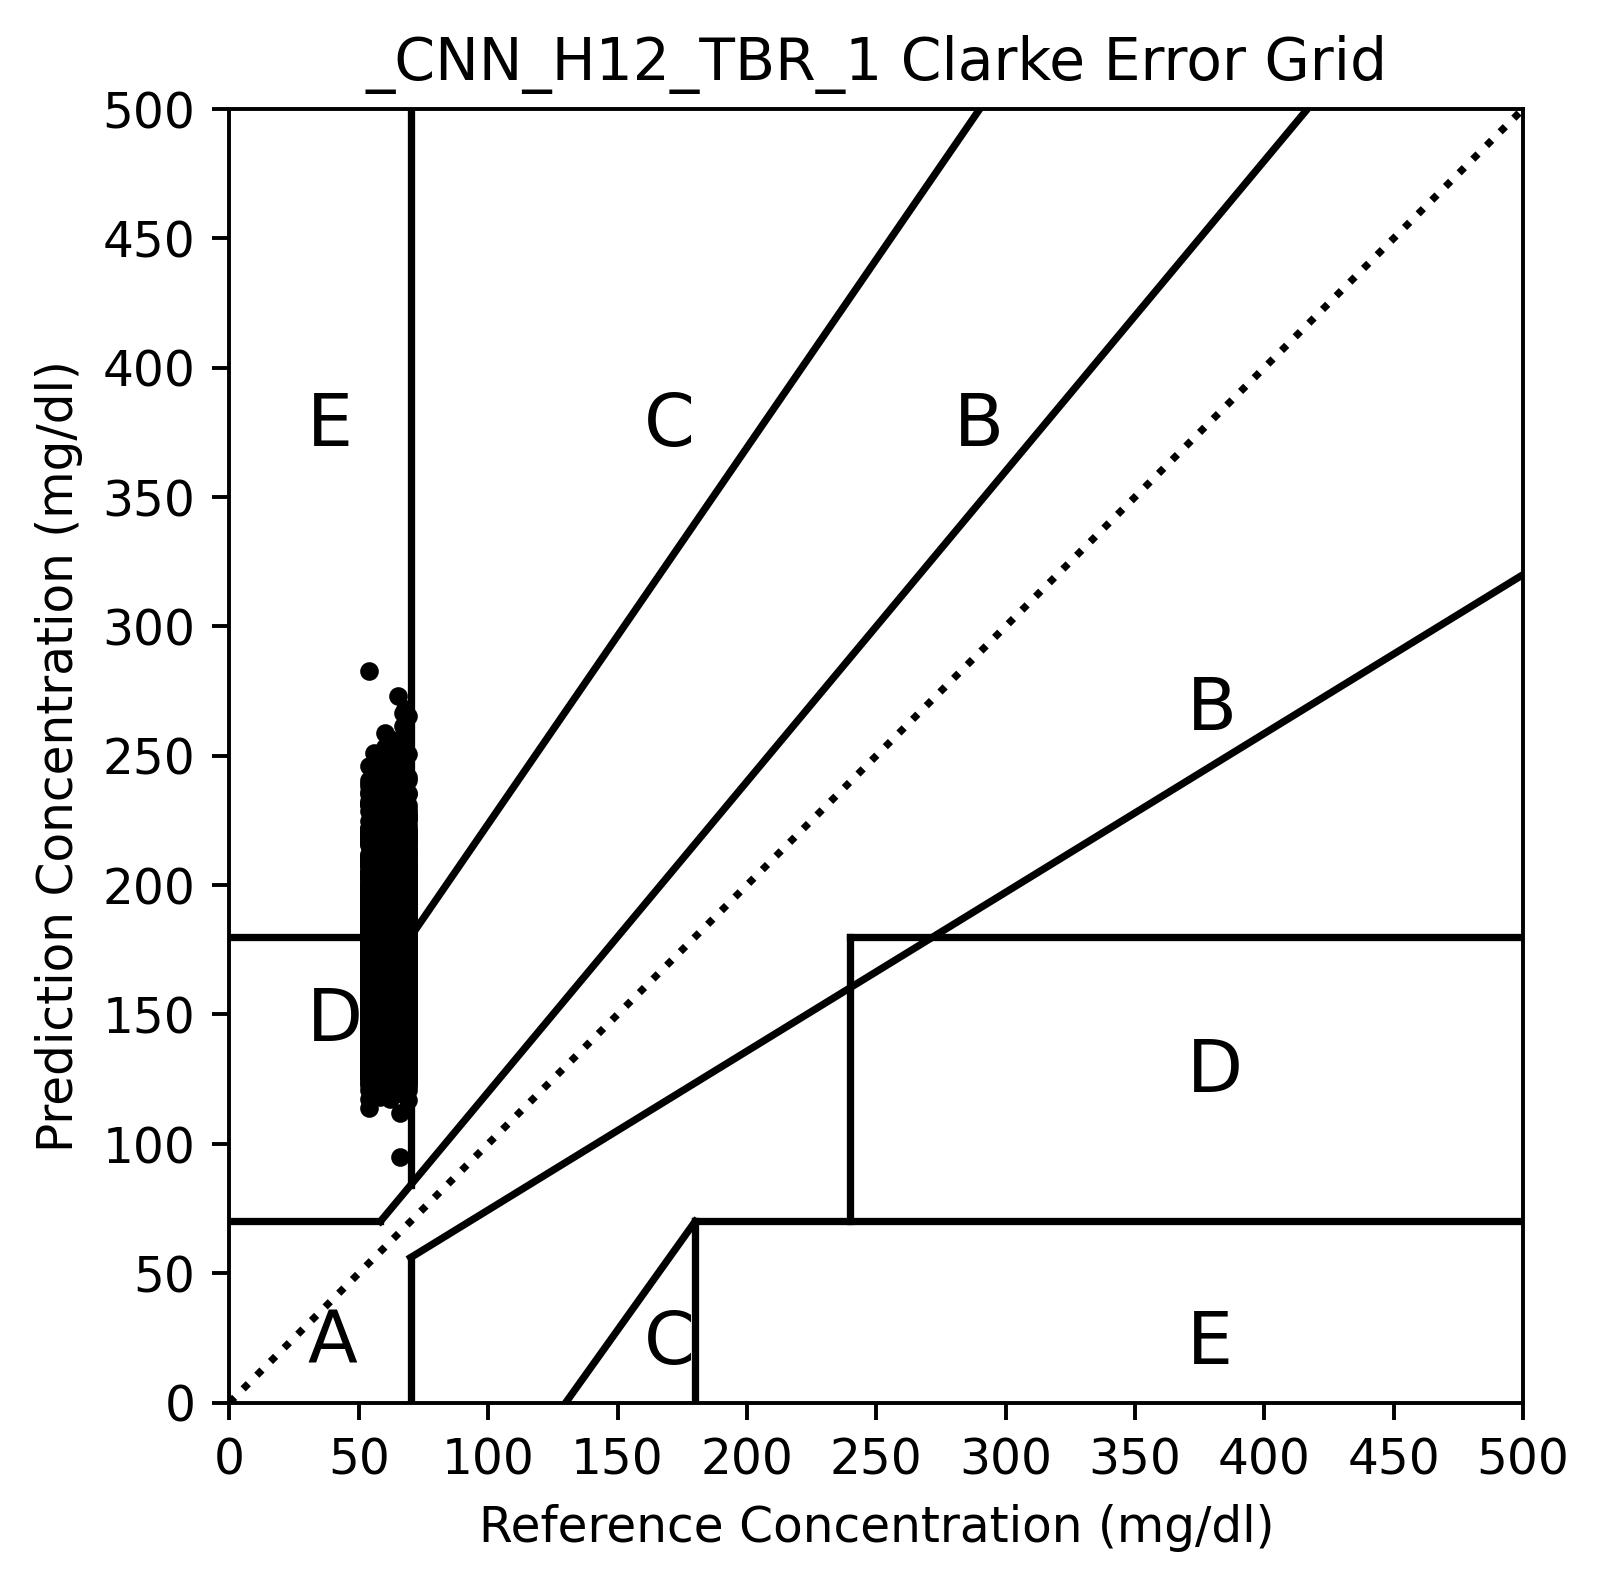 _CNN_H12_TBR_1 Clarke Error Grid
Prediction Concentration (mg/dl)
500
450
400
350
300
250
200
150
100
50
0
E
C
B
B
D
D
A
C
E
0 50 100 150 200 250 300 350 400 450 500
Reference Concentration (mg/dl)